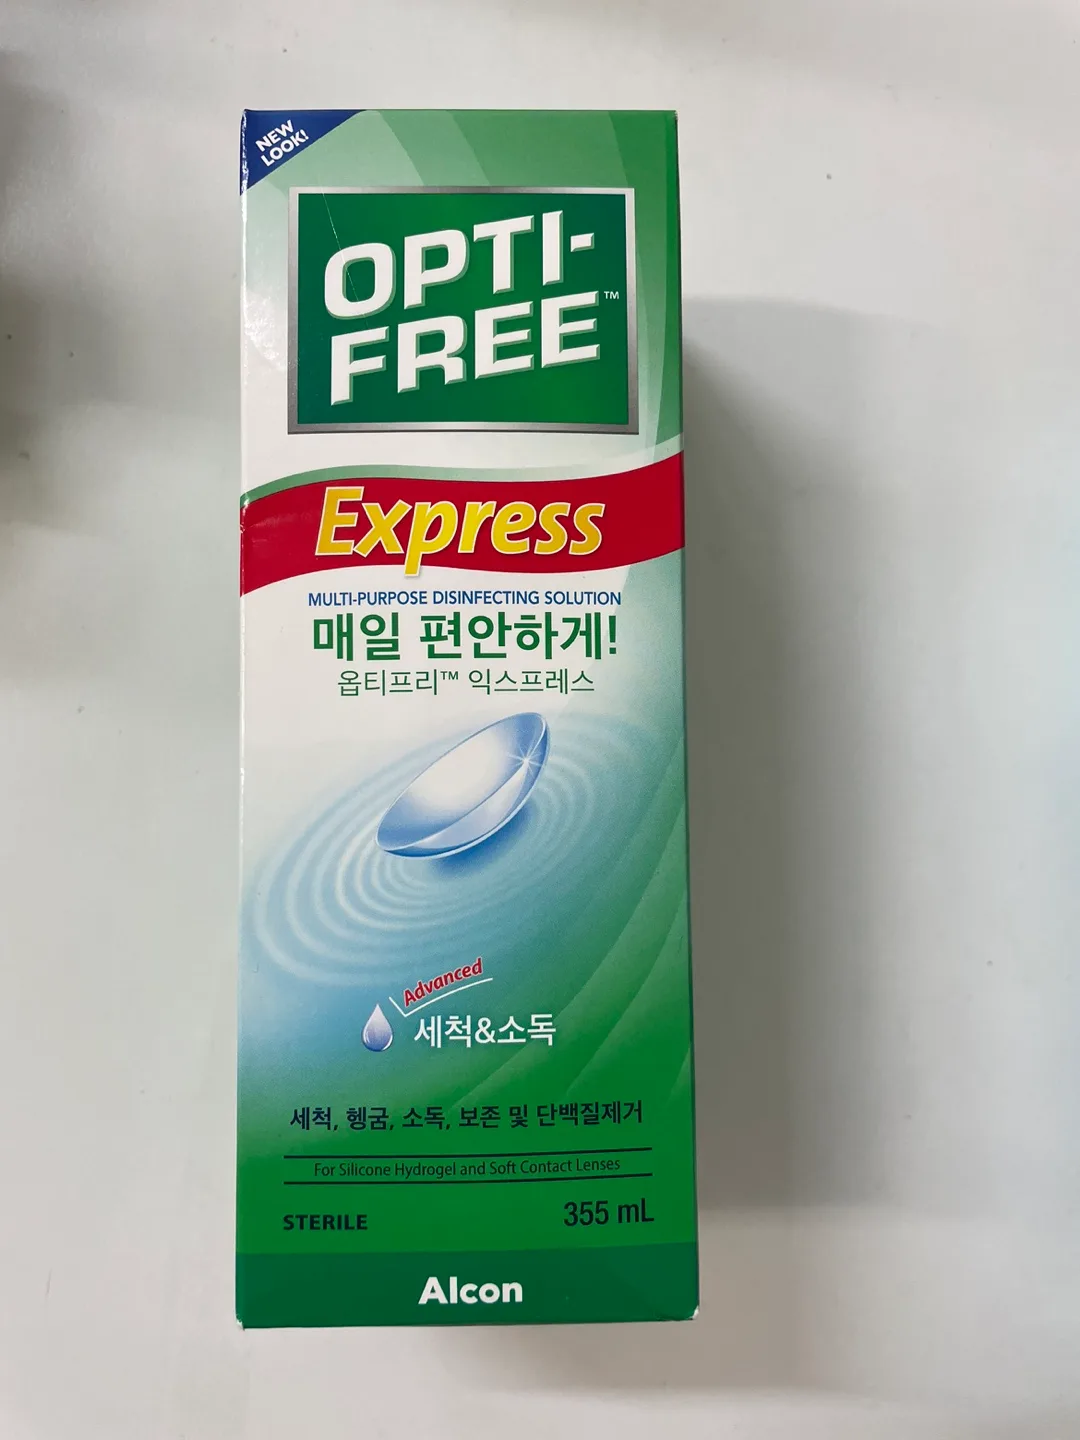 NEW
LOOK!
OPTI-
FREE™
Express
MULTI-PURPOSE DISINFECTING SOLUTION
매일 편안하게!
옵티프리™ 익스프레스
Advanced
세척&소독
세척, 헹굼, 소독, 보존 및 단백질제거
For Silicone Hydrogel and Soft Contact Lenses
STERILE
355 mL
Alcon